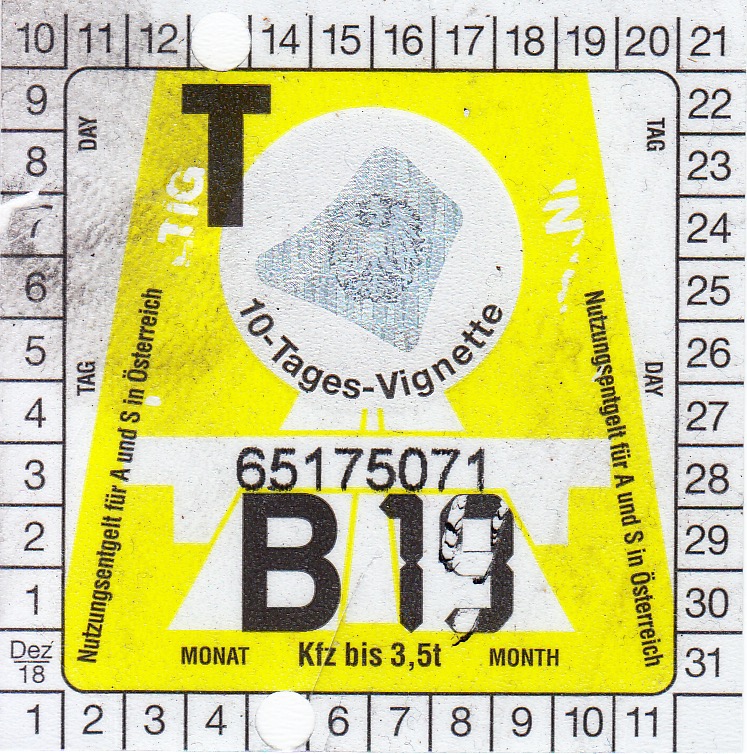 10 11 12 14 15 16 17 18 19 20 21
9 22
DAY T TAG
8 23
7 24
6 25
10-Tages-Vignette
5 26
TAG DAY
4 27
Nutzungsentgelt für A und S in Österreich
Nutzungsentgelt für A und S in Österreich
65175071
3 28
B 19
2 29
1 30
MONAT Kfz bis 3,5t MONTH
Dez 18 31
1 2 3 4 6 7 8 9 10 11